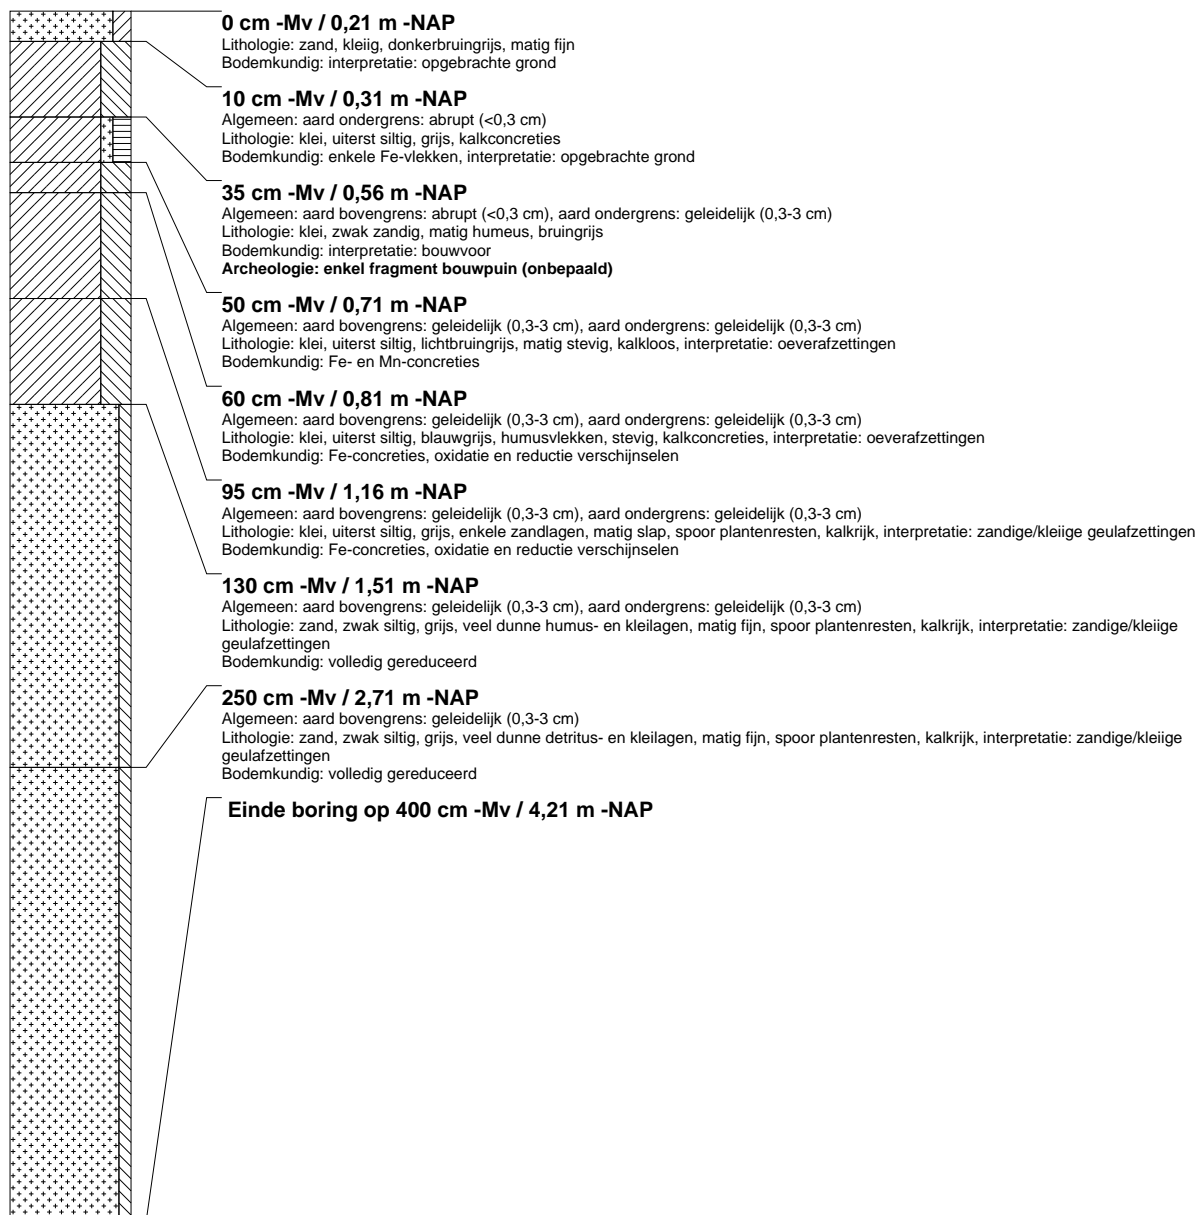 0 cm -Mv / 0,21 m -NAP
Lithologie: zand, kleiig, donkerbruingrijs, matig fijn
Bodemkundig: interpretatie: opgebrachte grond
10 cm -Mv / 0,31 m -NAP
Algemeen: aard ondergrens: abrupt (<0,3 cm)
Lithologie: klei, uiterst siltig, grijs, kalkconcreties
Bodemkundig: enkele Fe-vlekken, interpretatie: opgebrachte grond
35 cm -Mv / 0,56 m -NAP
Algemeen: aard bovengrens: abrupt (<0,3 cm), aard ondergrens: geleidelijk (0,3-3 cm)
Lithologie: klei, zwak zandig, matig humeus, bruingrijs
Bodemkundig: interpretatie: bouwvoor
Archeologie: enkel fragment bouwpuin (onbepaald)
50 cm -Mv / 0,71 m -NAP
Algemeen: aard bovengrens: geleidelijk (0,3-3 cm), aard ondergrens: geleidelijk (0,3-3 cm)
Lithologie: klei, uiterst siltig, lichtbruingrijs, matig stevig, kalkloos, interpretatie: oeverafzettingen
Bodemkundig: Fe- en Mn-concreties
60 cm -Mv / 0,81 m -NAP
Algemeen: aard bovengrens: geleidelijk (0,3-3 cm), aard ondergrens: geleidelijk (0,3-3 cm)
Lithologie: klei, uiterst siltig, blauwgrijs, humusvlekken, stevig, kalkconcreties, interpretatie: oeverafzettingen
Bodemkundig: Fe-concreties, oxidatie en reductie verschijnselen
95 cm -Mv / 1,16 m -NAP
Algemeen: aard bovengrens: geleidelijk (0,3-3 cm), aard ondergrens: geleidelijk (0,3-3 cm)
Lithologie: klei, uiterst siltig, grijs, enkele zandlagen, matig slap, spoor plantenresten, kalkrijk, interpretatie: zandige/kleiige geulafzettingen
Bodemkundig: Fe-concreties, oxidatie en reductie verschijnselen
130 cm -Mv / 1,51 m -NAP
Algemeen: aard bovengrens: geleidelijk (0,3-3 cm), aard ondergrens: geleidelijk (0,3-3 cm)
Lithologie: zand, zwak siltig, grijs, veel dunne humus- en kleilagen, matig fijn, spoor plantenresten, kalkrijk, interpretatie: zandige/kleiige
geulafzettingen
Bodemkundig: volledig gereduceerd
250 cm -Mv / 2,71 m -NAP
Algemeen: aard bovengrens: geleidelijk (0,3-3 cm)
Lithologie: zand, zwak siltig, grijs, veel dunne detritus- en kleilagen, matig fijn, spoor plantenresten, kalkrijk, interpretatie: zandige/kleiige
geulafzettingen
Bodemkundig: volledig gereduceerd
Einde boring op 400 cm -Mv / 4,21 m -NAP